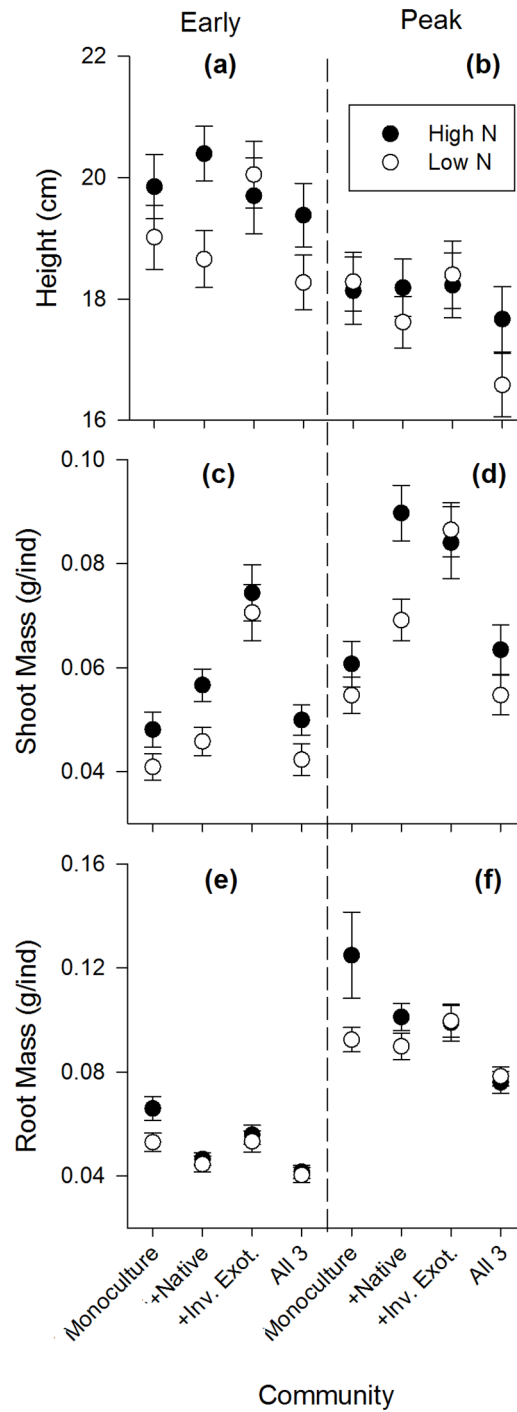 Early Peak
(a) (b)
22
20
18
16
Height (cm)
High N
Low N
(c) (d)
0.10
0.08
0.06
0.04
Shoot Mass (g/ind)
(e) (f)
0.16
0.12
0.08
0.04
Root Mass (g/ind)
Monoculture
+Native
+Inv. Exot.
All 3
Monoculture
+Native
+Inv. Exot.
All 3
Community